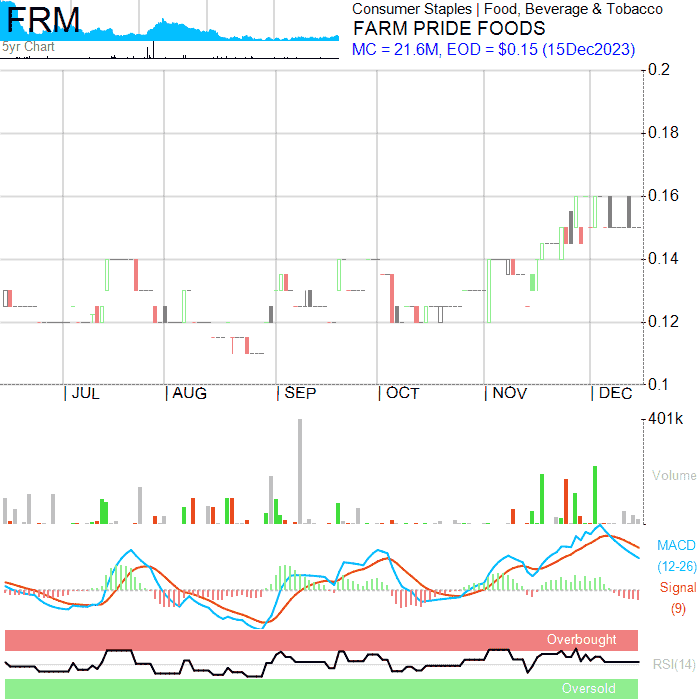 FRM
5yr Chart
Consumer Staples | Food, Beverage & Tobacco
FARM PRIDE FOODS
MC = 21.6M, EOD = $0.15 (15Dec2023)
0.2
0.18
0.16
0.14
0.12
0.1
| JUL | AUG | SEP | OCT | NOV | DEC
401k
Volume
MACD
(12-26)
Signal
(9)
Overbought
RSI(14)
Oversold